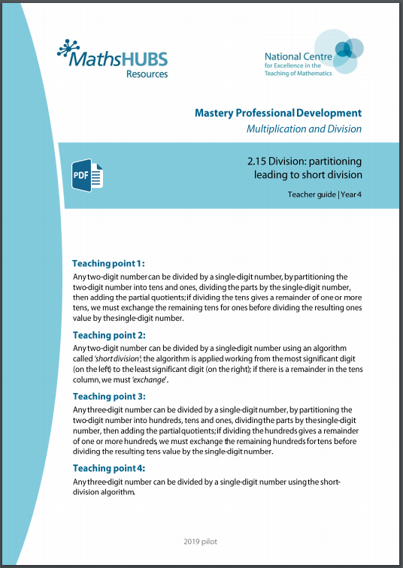 MathsHUBS
Resources
National Centre
for Excellence in the
Teaching of Mathematics
Mastery Professional Development
Multiplication and Division
PDF
2.15 Division: partitioning
leading to short division
Teacher guide | Year 4
Teaching point 1:
Any two-digit number can be divided by a single-digit number, by partitioning the
two-digit number into tens and ones, dividing the parts by the single-digit number,
then adding the partial quotients; if dividing the tens gives a remainder of one or more
tens, we must exchange the remaining tens for ones before dividing the resulting ones
value by the single-digit number.
Teaching point 2:
Any two-digit number can be divided by a single-digit number using an algorithm
called 'short division'; the algorithm is applied working from the most significant digit
(on the left) to the least significant digit (on the right); if there is a remainder in the tens
column, we must 'exchange'.
Teaching point 3:
Any three-digit number can be divided by a single-digit number, by partitioning the
two-digit number into hundreds, tens and ones, dividing the parts by the single-digit
number, then adding the partial quotients; if dividing the hundreds gives a remainder
of one or more hundreds, we must exchange the remaining hundreds for tens before
dividing the resulting tens value by the single-digit number.
Teaching point 4:
Any three-digit number can be divided by a single-digit number using the short-
division algorithm.
2019 pilot